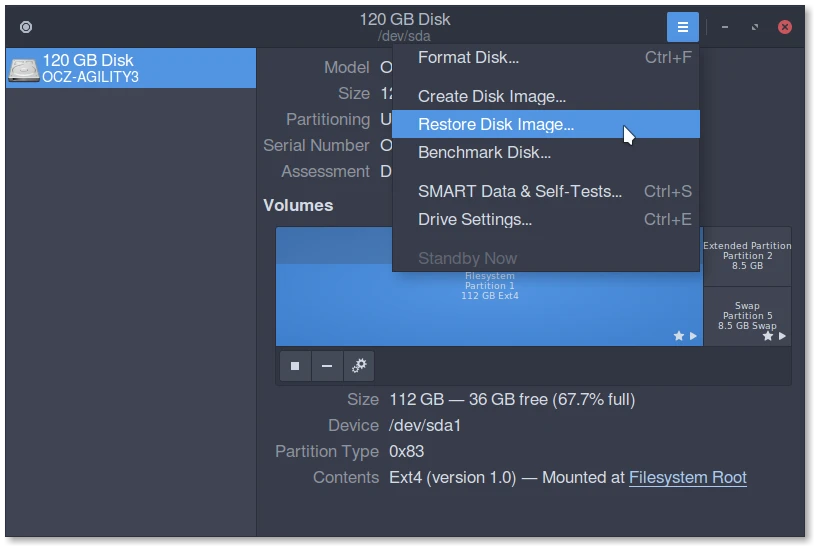 120 GB Disk
/dev/sda
120 GB Disk
OCZ-AGILITY3
Format Disk... Ctrl+F
Create Disk Image...
Restore Disk Image...
Benchmark Disk...
SMART Data & Self-Tests... Ctrl+S
Drive Settings... Ctrl+E
Standby Now
Model
Size
Partitioning
Serial Number
Assessment
Volumes
Filesystem
Partition 1
112 GB Ext4
Extended Partition
Partition 2
8.5 GB
Swap
Partition 5
8.5 GB Swap
Size 112 GB — 36 GB free (67.7% full)
Device /dev/sda1
Partition Type 0x83
Contents Ext4 (version 1.0) — Mounted at Filesystem Root